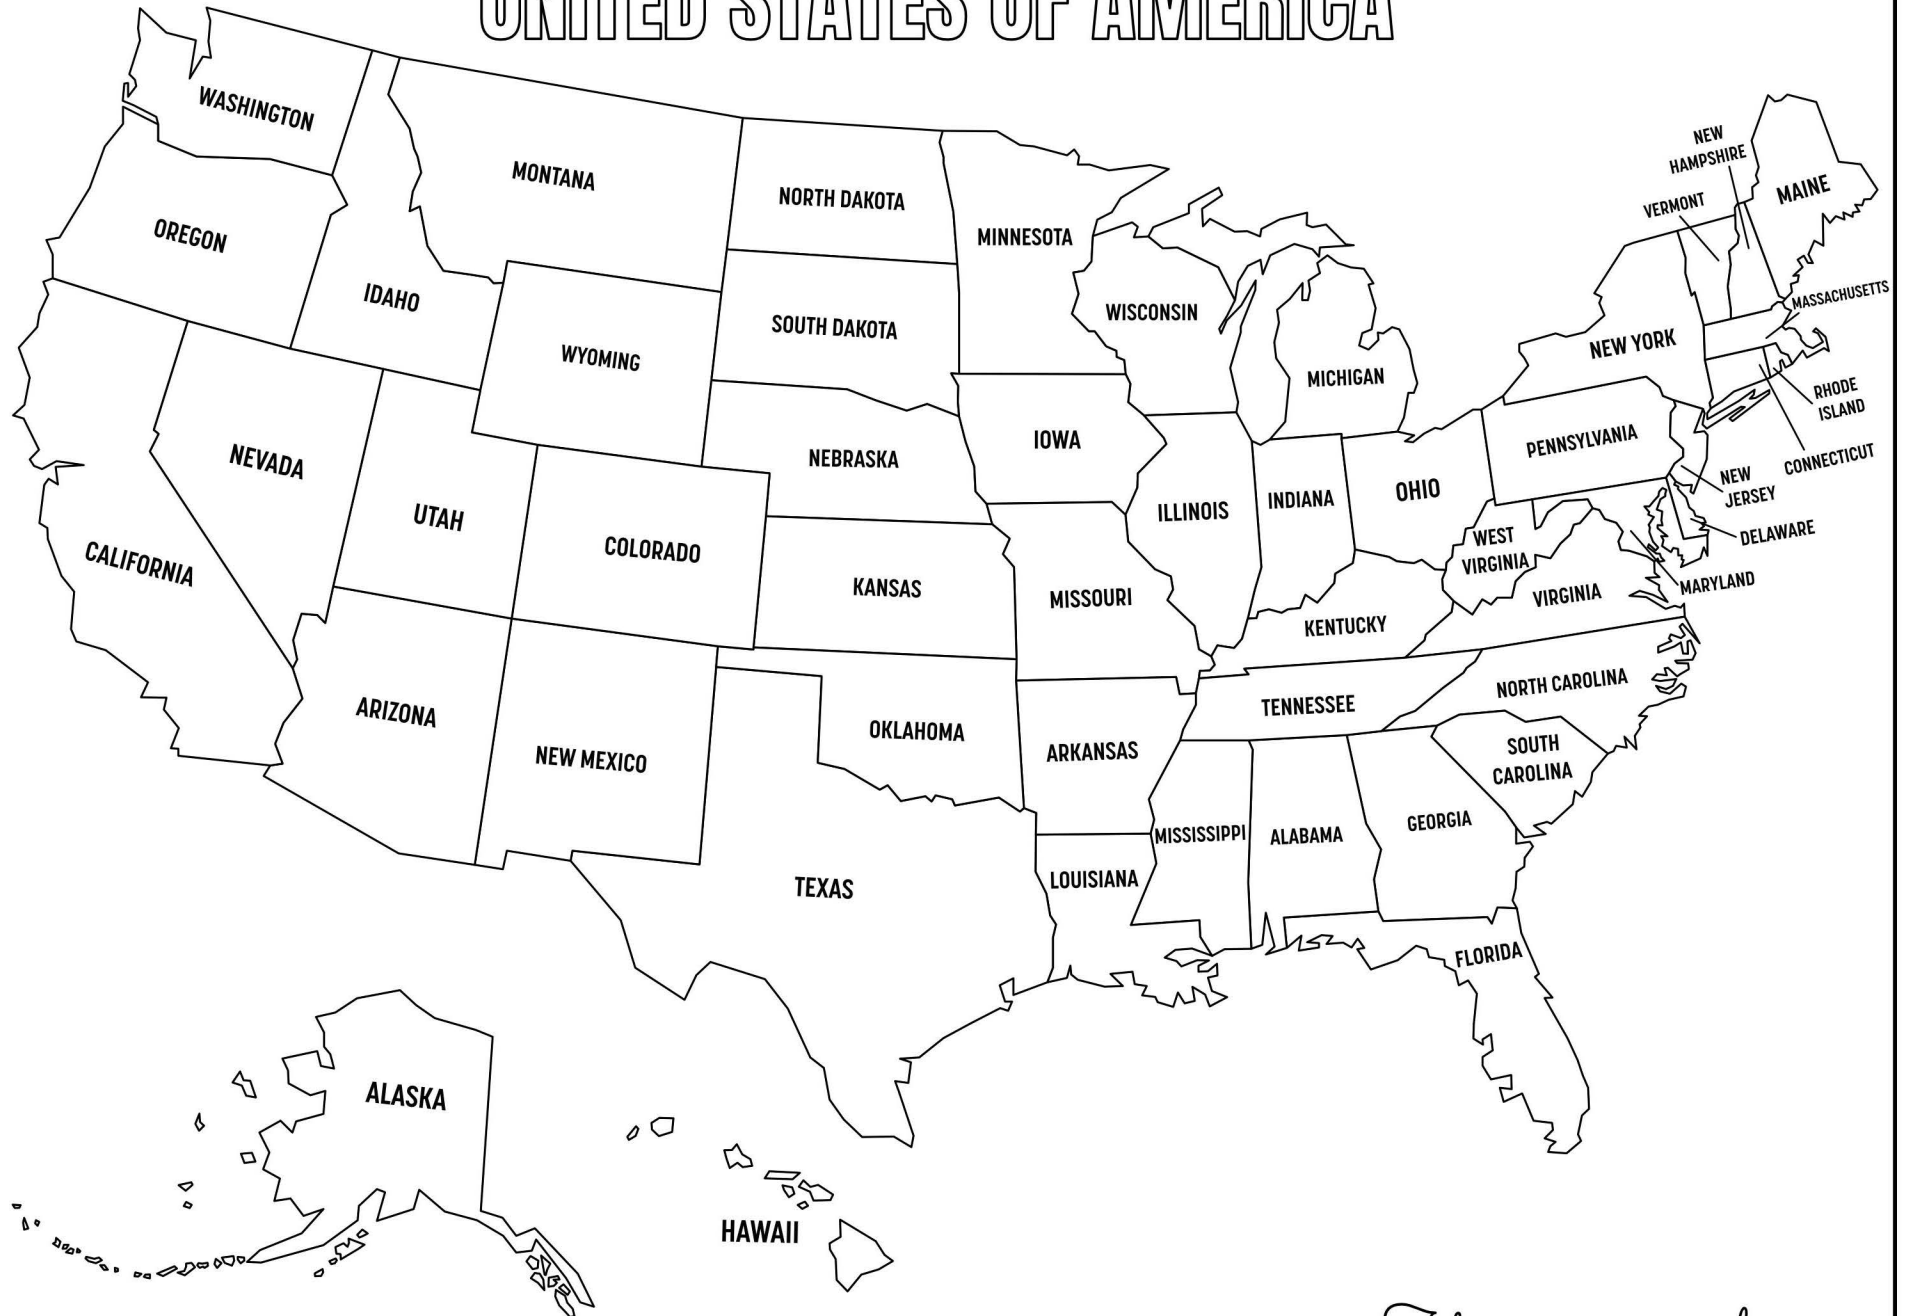 UNITED STATES OF AMERICA
WASHINGTON
MONTANA
NORTH DAKOTA
MINNESOTA
NEW
HAMPSHIRE
VERMONT
MAINE
OREGON
IDAHO
WYOMING
SOUTH DAKOTA
WISCONSIN
MICHIGAN
NEW YORK
MASSACHUSETTS
RHODE
ISLAND
CONNECTICUT
NEVADA
UTAH
COLORADO
NEBRASKA
IOWA
ILLINOIS
INDIANA
OHIO
PENNSYLVANIA
NEW
JERSEY
DELAWARE
MARYLAND
WEST
VIRGINIA
VIRGINIA
CALIFORNIA
KANSAS
MISSOURI
KENTUCKY
ARIZONA
NEW MEXICO
OKLAHOMA
ARKANSAS
TENNESSEE
NORTH CAROLINA
SOUTH
CAROLINA
TEXAS
LOUISIANA
MISSISSIPPI
ALABAMA
GEORGIA
FLORIDA
ALASKA
HAWAII